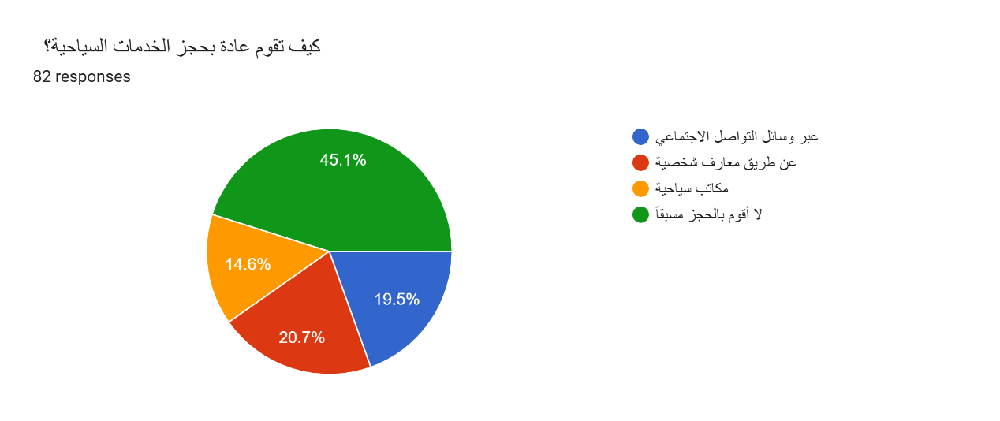 كيف تقوم عادة بحجز الخدمات السياحية؟
82 responses
عبر وسائل التواصل الاجتماعي
عن طريق معارف شخصية
مكاتب سياحية
لا أقوم بالحجز مسبقاً
45.1%
14.6%
19.5%
20.7%